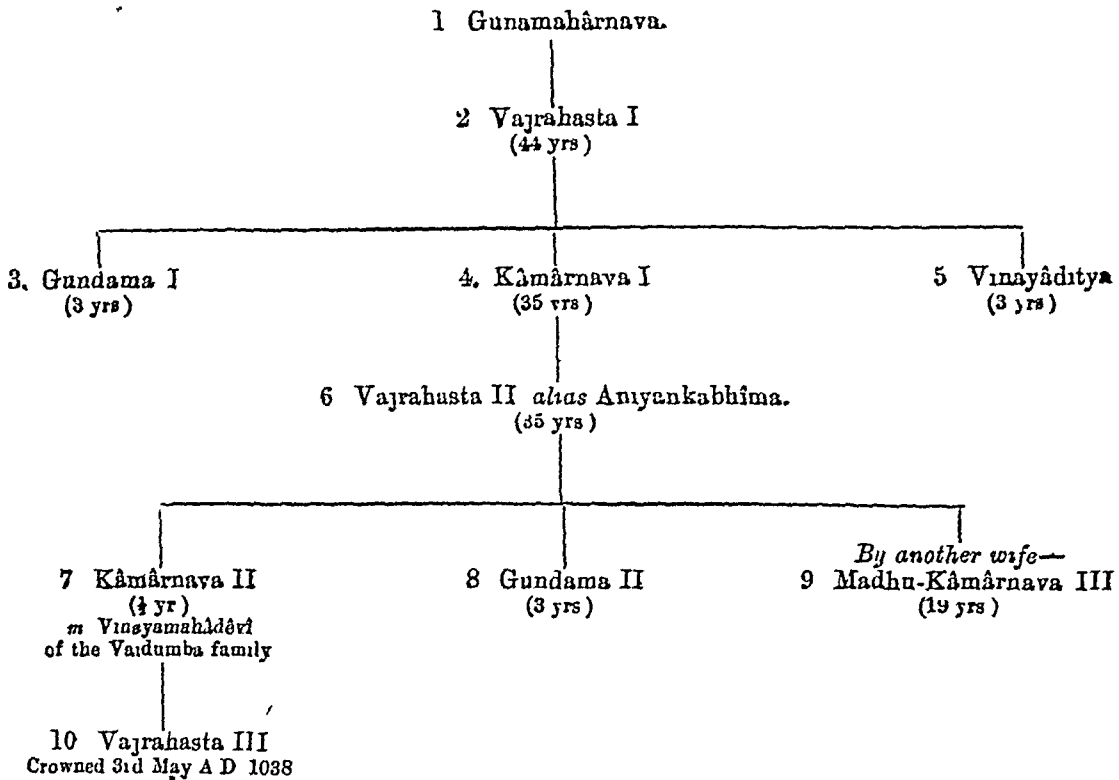 1 Gunamahârnava.
2 Vajrahasta I
(44 yrs)
3. Gundama I 4. Kâmârnava I 5 Vinayâditya
(3 yrs) (35 yrs) (3 yrs)
6 Vajrahasta II alias Aniyankabhîma.
(35 yrs)
By another wife—
7 Kâmârnava II 8 Gundama II 9 Madhu-Kâmârnava III
(½ yr) (3 yrs) (19 yrs)
m Vinayamahâdêvî
of the Vaidumba family
10 Vajrahasta III
Crowned 3rd May A D 1038